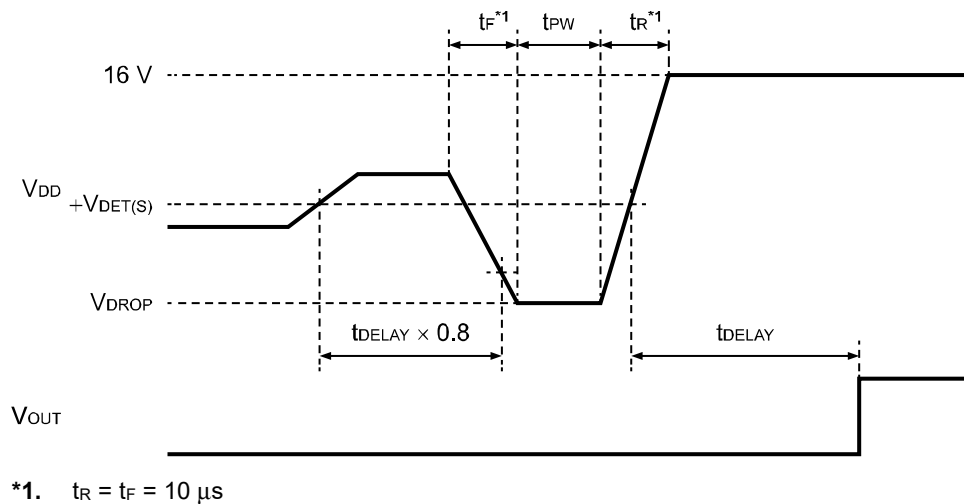 tF*1 tPW tR*1
16 V
VDD
+VDET(S)
VDROP
tDELAY × 0.8
tDELAY
VOUT
*1. tR = tF = 10 μs